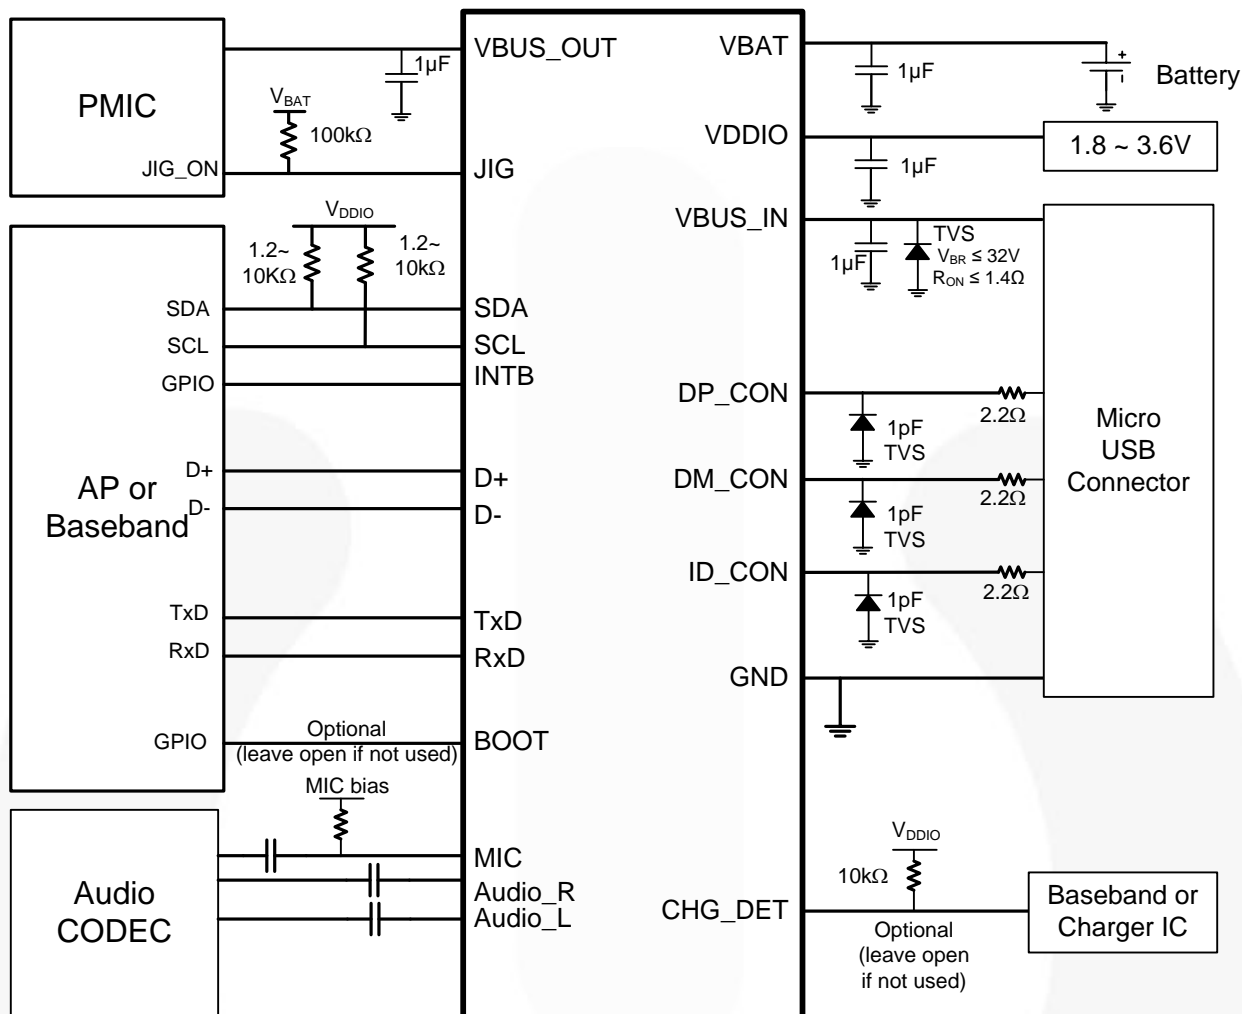 PMIC
VBUS_OUT
1µF
VBAT
100kΩ
JIG_ON
JIG
VBAT
1µF
+
-
Battery
VDDIO
1µF
1.8 ~ 3.6V
VBUS_IN
1µF
TVS
VBR ≤ 32V
RON ≤ 1.4Ω
VDDIO
1.2~
10KΩ
1.2~
10kΩ
SDA
SDA
SCL
SCL
GPIO
INTB
AP or
Baseband
D+
D+
D-
D-
TxD
TxD
RxD
RxD
GPIO
Optional
(leave open if not used)
BOOT
DP_CON
2.2Ω
1pF
TVS
DM_CON
2.2Ω
1pF
TVS
ID_CON
2.2Ω
1pF
TVS
GND
Micro
USB
Connector
MIC bias
Audio
CODEC
MIC
Audio_R
Audio_L
VDDIO
10kΩ
CHG_DET
Optional
(leave open
if not used)
Baseband or
Charger IC